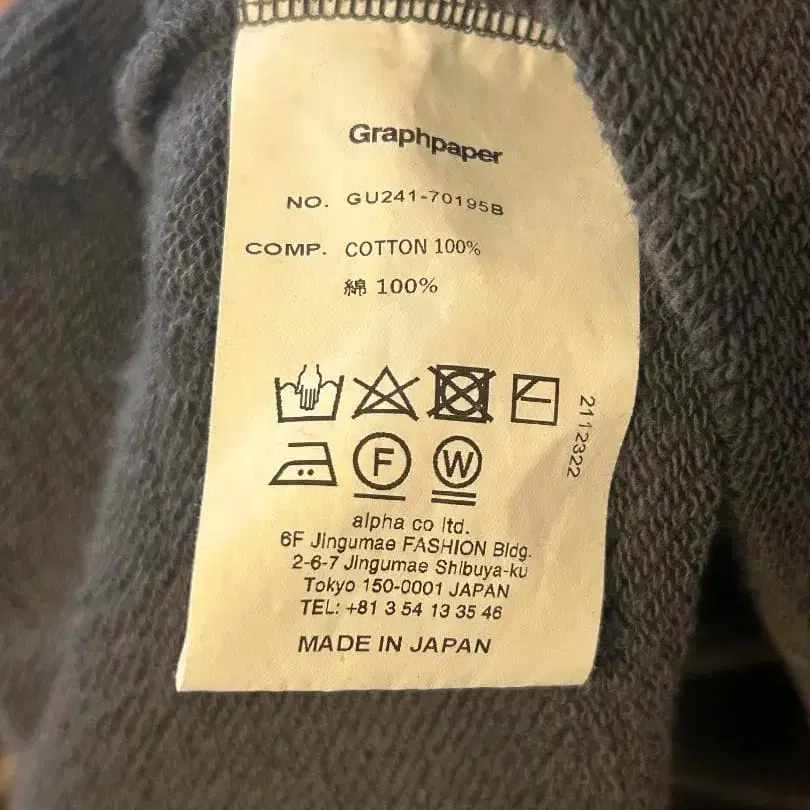 Graphpaper
NO. GU241-70195B
COMP. COTTON 100%
綿 100%
2112322
F W
alpha co ltd.
6F Jingumae FASHION Bldg.
2-6-7 Jingumae Shibuya-ku
Tokyo 150-0001 JAPAN
TEL: +81 3 54 13 35 46
MADE IN JAPAN